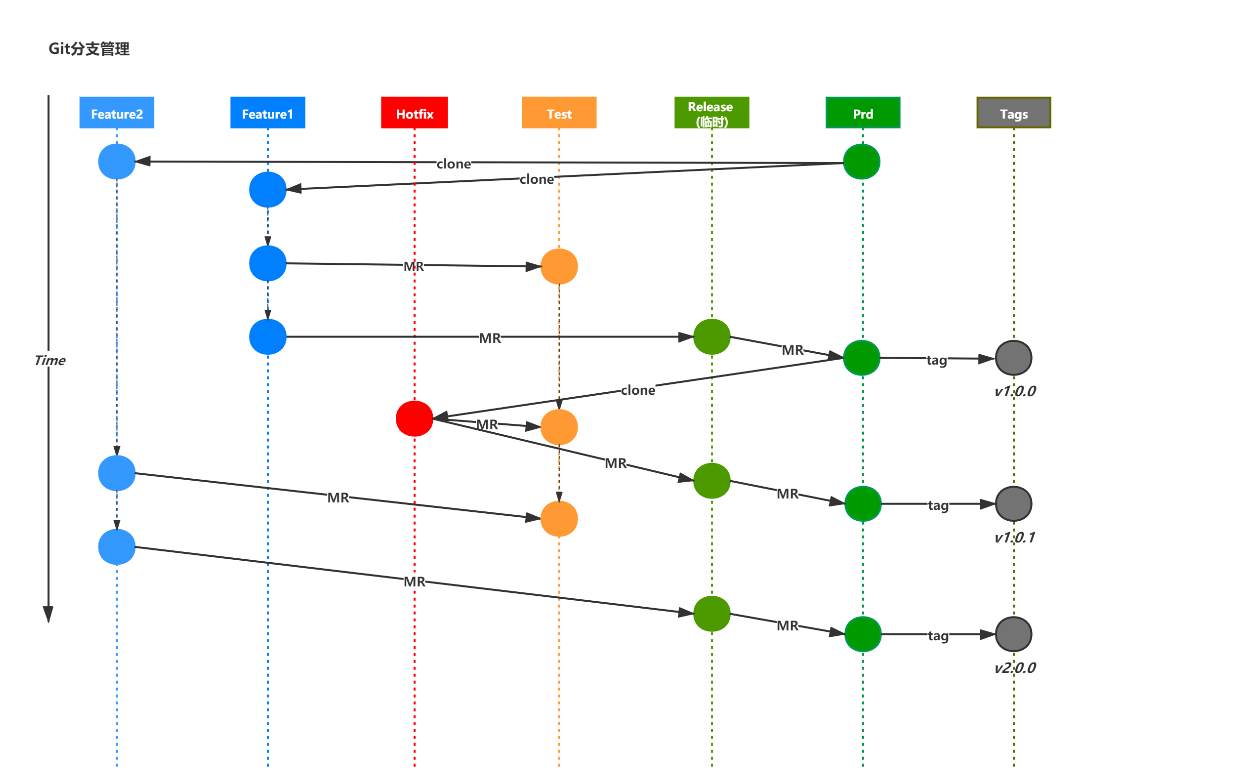 Git分支管理
Feature2
Feature1
Hotfix
Test
Release
(临时)
Prd
Tags
clone
clone
MR
MR
MR
Time
tag
v1.0.0
clone
MR
MR
MR
MR
tag
v1.0.1
MR
MR
tag
v2.0.0